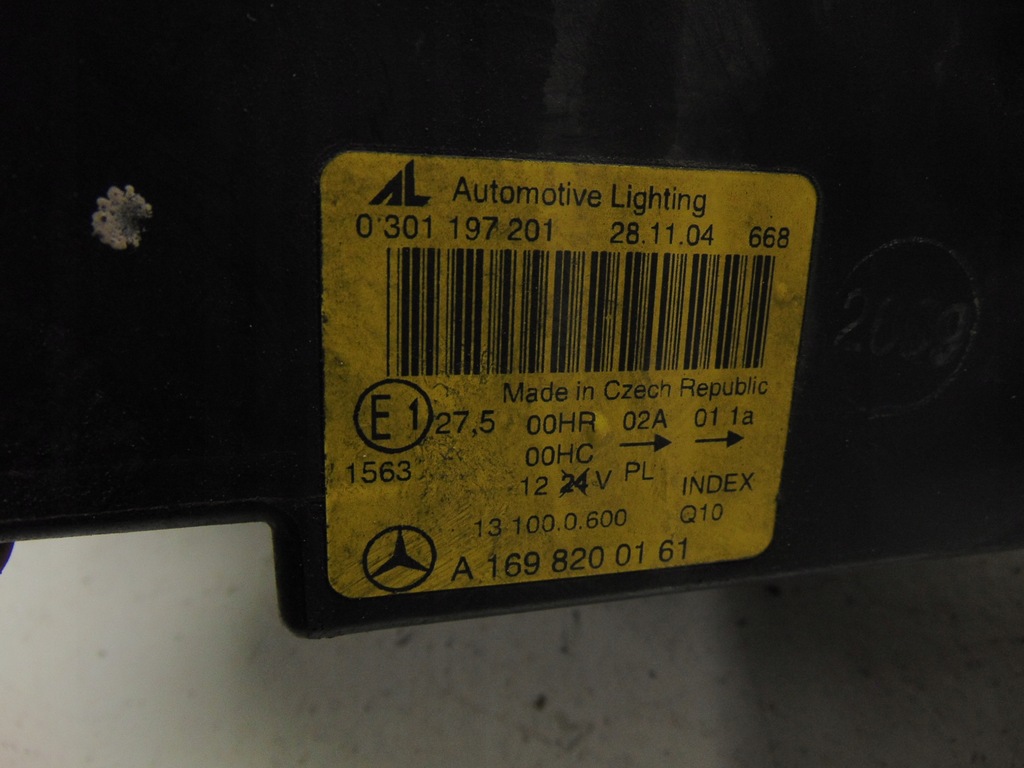 AL Automotive Lighting
0 301 197 201 28.11.04 668
Made in Czech Republic
E1 27,5 00HR 02A 01 1a
00HC → →
1563 12 24 V PL INDEX
13 100.0.600 Q10
A 169 820 01 61